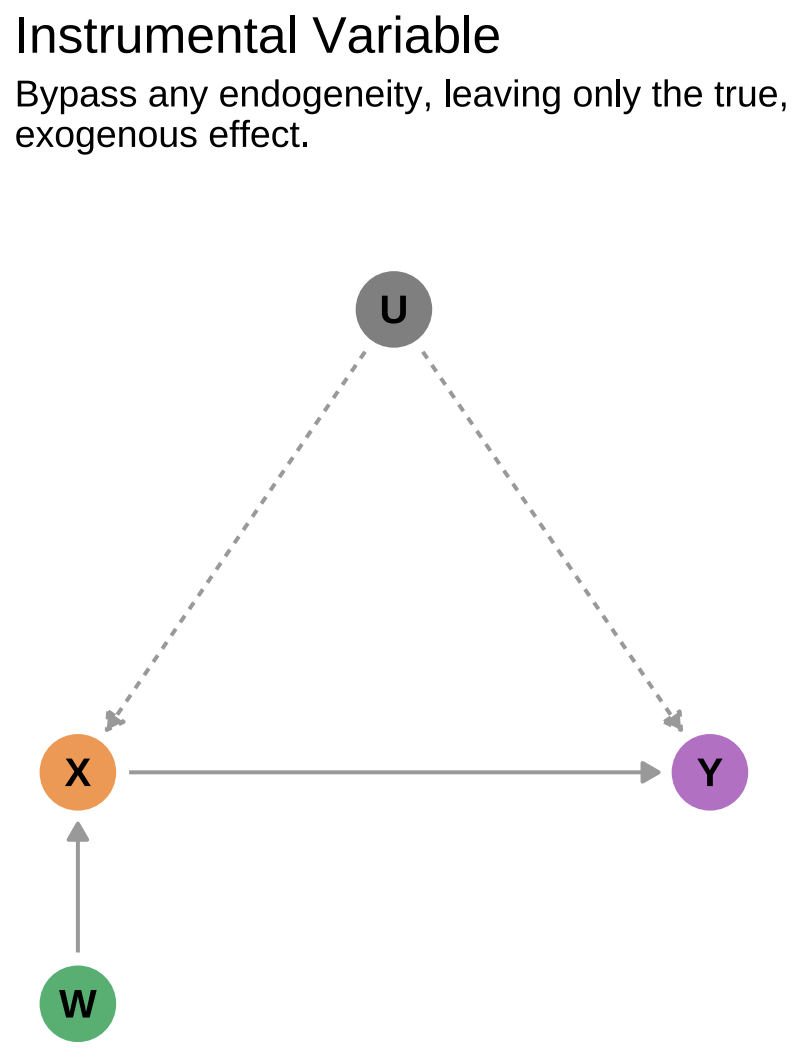 Instrumental Variable
Bypass any endogeneity, leaving only the true,
exogenous effect.
U
X
Y
W